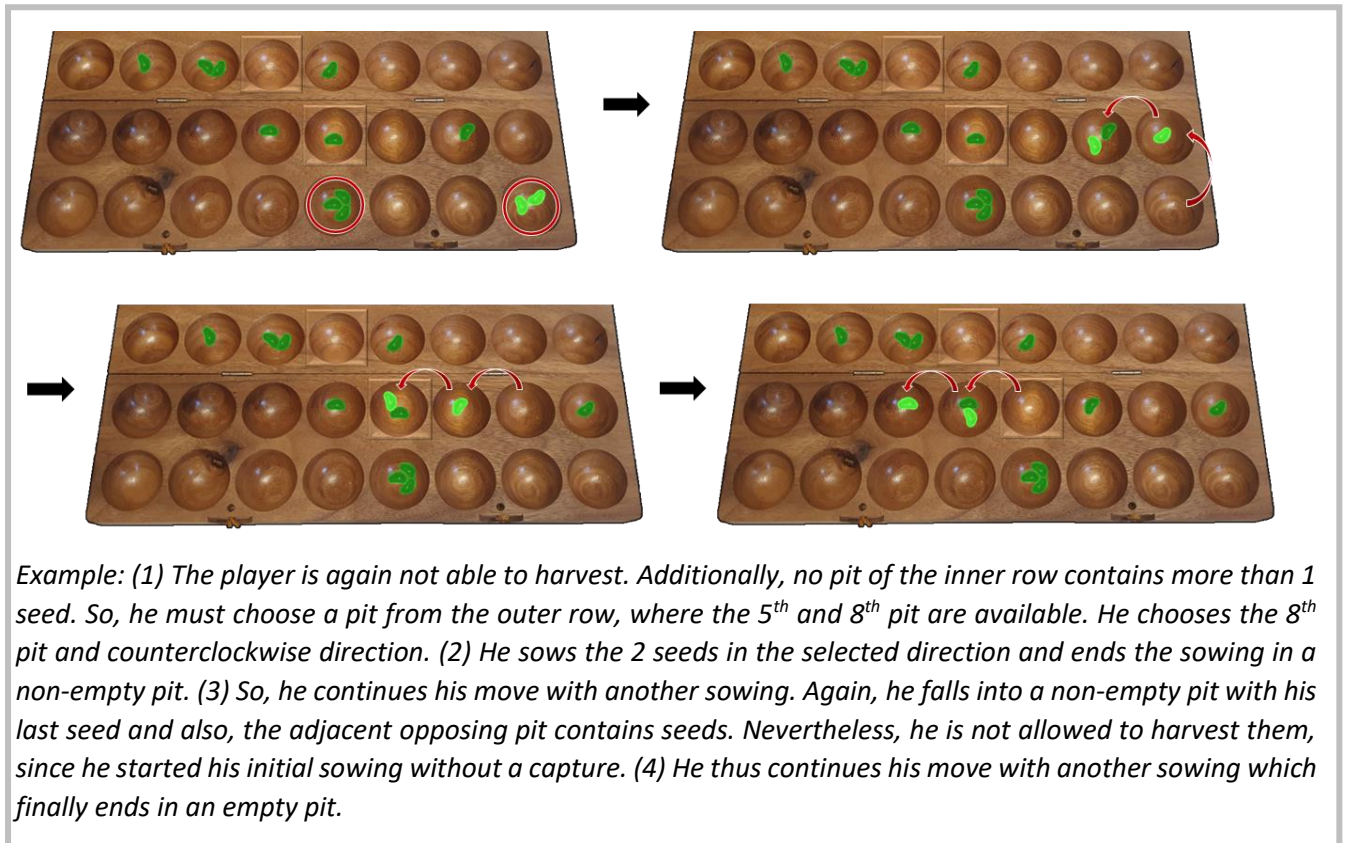 Example: (1) The player is again not able to harvest. Additionally, no pit of the inner row contains more than 1
seed. So, he must choose a pit from the outer row, where the 5th and 8th pit are available. He chooses the 8th
pit and counterclockwise direction. (2) He sows the 2 seeds in the selected direction and ends the sowing in a
non-empty pit. (3) So, he continues his move with another sowing. Again, he falls into a non-empty pit with his
last seed and also, the adjacent opposing pit contains seeds. Nevertheless, he is not allowed to harvest them,
since he started his initial sowing without a capture. (4) He thus continues his move with another sowing which
finally ends in an empty pit.